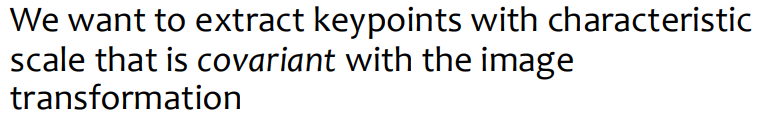 We want to extract keypoints with characteristic
scale that is covariant with the image
transformation